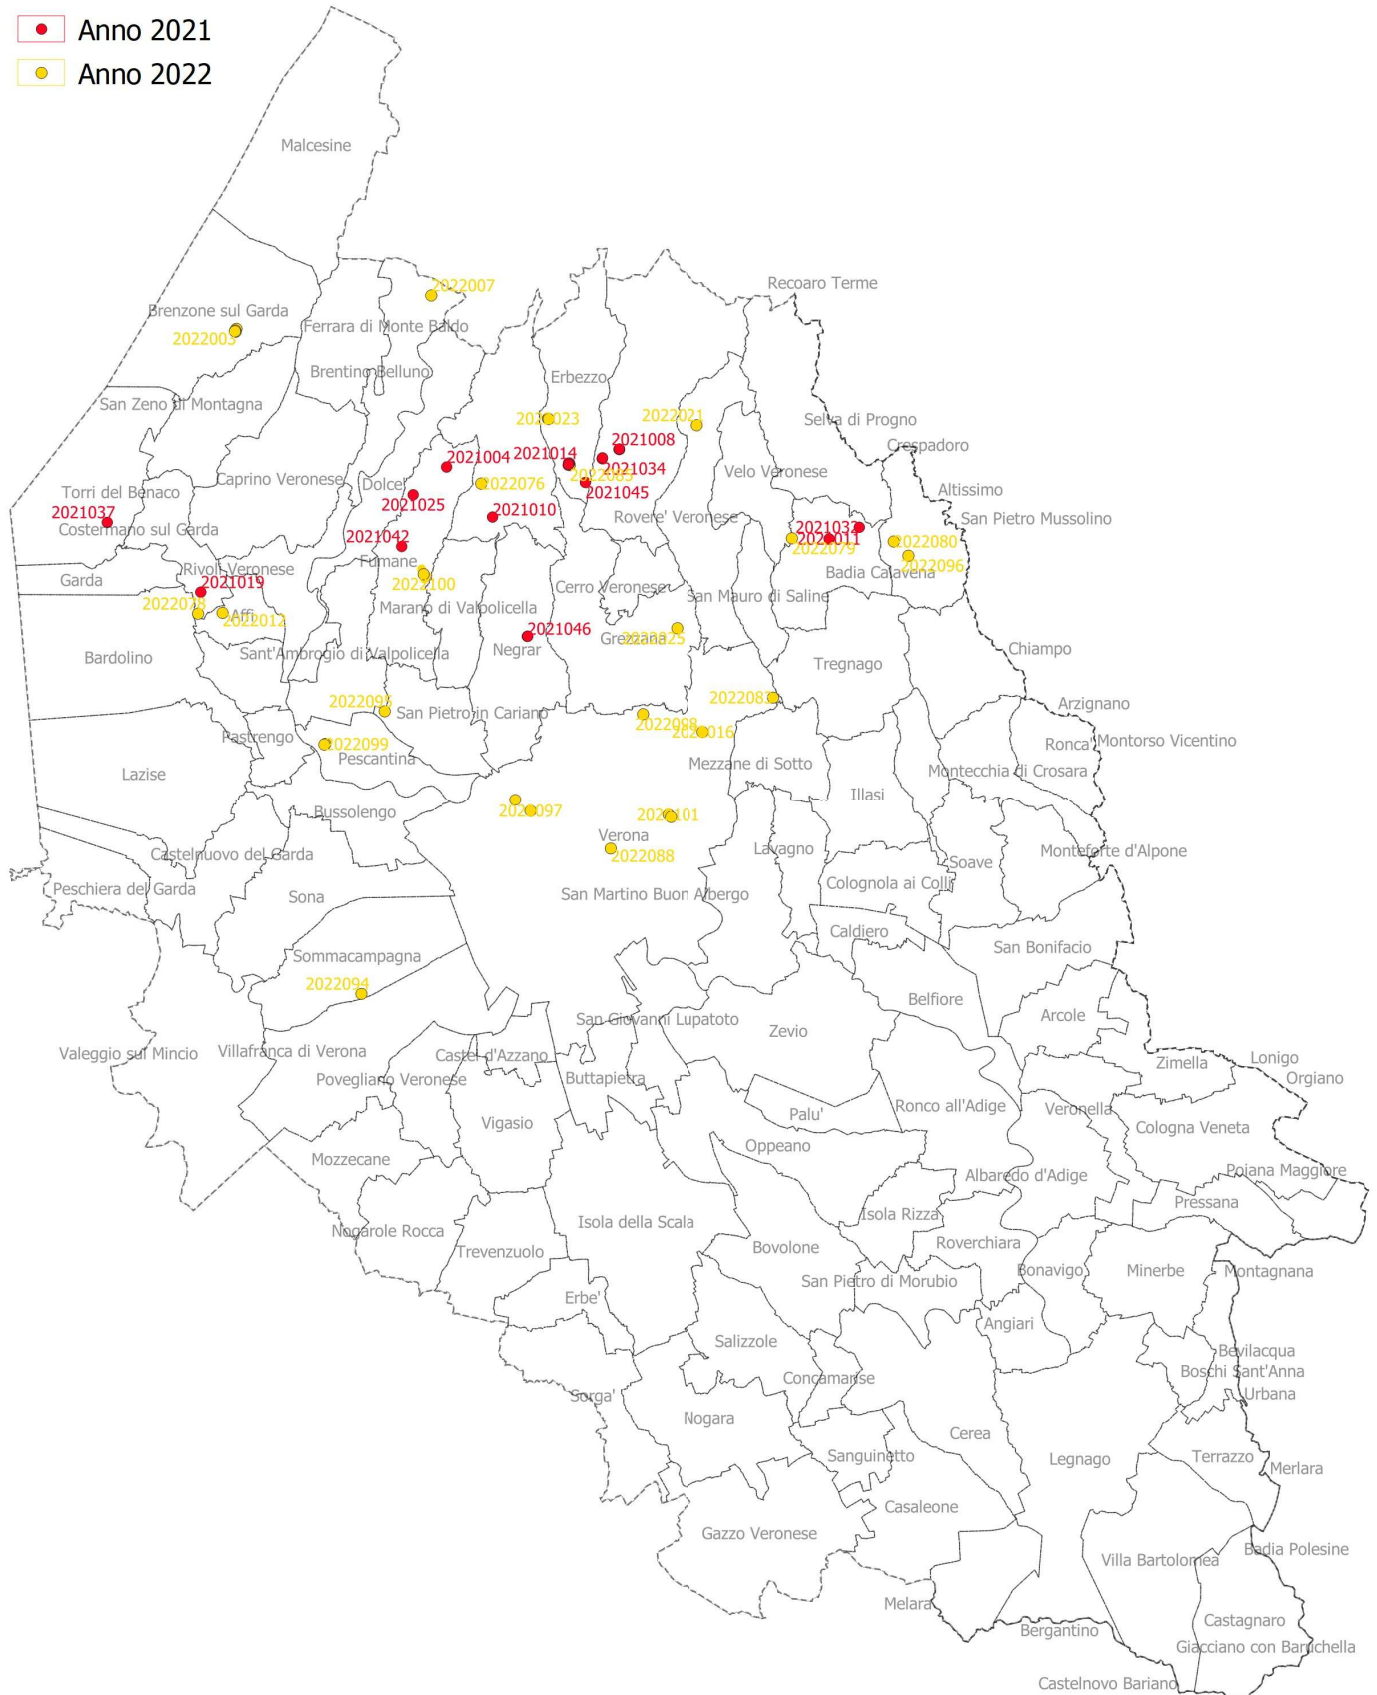 Anno 2021
Anno 2022
Malcesine
Recoaro Terme
2022007
Brenzone sul Garda
Ferrara di Monte Baldo
2022003
Brentino Belluno
Erbezzo
San Zeno di Montagna
2022021
Selva di Progno
2021008
Crespadoro
2021004
2021014
2021034
Velo Veronese
Caprino Veronese
Dolce'
2022076
2021045
Altissimo
Torri del Benaco
2021025
2021037
2021010
Rovere' Veronese
San Pietro Mussolino
Costermano sul Garda
2021011
2021042
2022079
2022080
Fumane
2022096
Rivoli Veronese
Badia Calavena
Garda
2021019
2022100
Cerro Veronese
San Mauro di Saline
2022078
Affi
2022012
Marano di Valpolicella
2021046
Grezzana
Chiampo
Bardolino
Sant'Ambrogio di Valpolicella
Negrar
Tregnago
2022083
Arzignano
2022095
San Pietro in Cariano
2022098
Pastrengo
2022099
Ronca'
Montorso Vicentino
Pescantina
Lazise
Mezzane di Sotto
Montecchia di Crosara
Illasi
Bussolengo
Verona
Castelnuovo del Garda
2022088
Lavagno
Soave
Monteforte d'Alpone
Peschiera del Garda
Sona
San Martino Buon Albergo
Colognola ai Colli
Caldiero
Sommacampagna
San Bonifacio
2022094
Belfiore
San Giovanni Lupatoto
Zevio
Arcole
Valeggio sul Mincio
Villafranca di Verona
Castel d'Azzano
Zimella
Lonigo
Povegliano Veronese
Buttapietra
Orgiano
Vigasio
Palu'
Ronco all'Adige
Veronella
Cologna Veneta
Oppeano
Mozzecane
Albaredo d'Adige
Poiana Maggiore
Pressana
Nogarole Rocca
Isola della Scala
Isola Rizza
Trevenzuolo
Bovolone
Roverchiara
San Pietro di Morubio
Bonavigo
Minerbe
Montagnana
Erbe'
Angiari
Salizzole
Bevilacqua
Concamarise
Boschi Sant'Anna
Sorga'
Urbana
Nogara
Cerea
Sanguinetto
Legnago
Terrazzo
Merlara
Casaleone
Gazzo Veronese
Villa Bartolomea
Badia Polesine
Melara
Castagnaro
Bergantino
Giacciano con Baruchella
Castelnovo Bariano